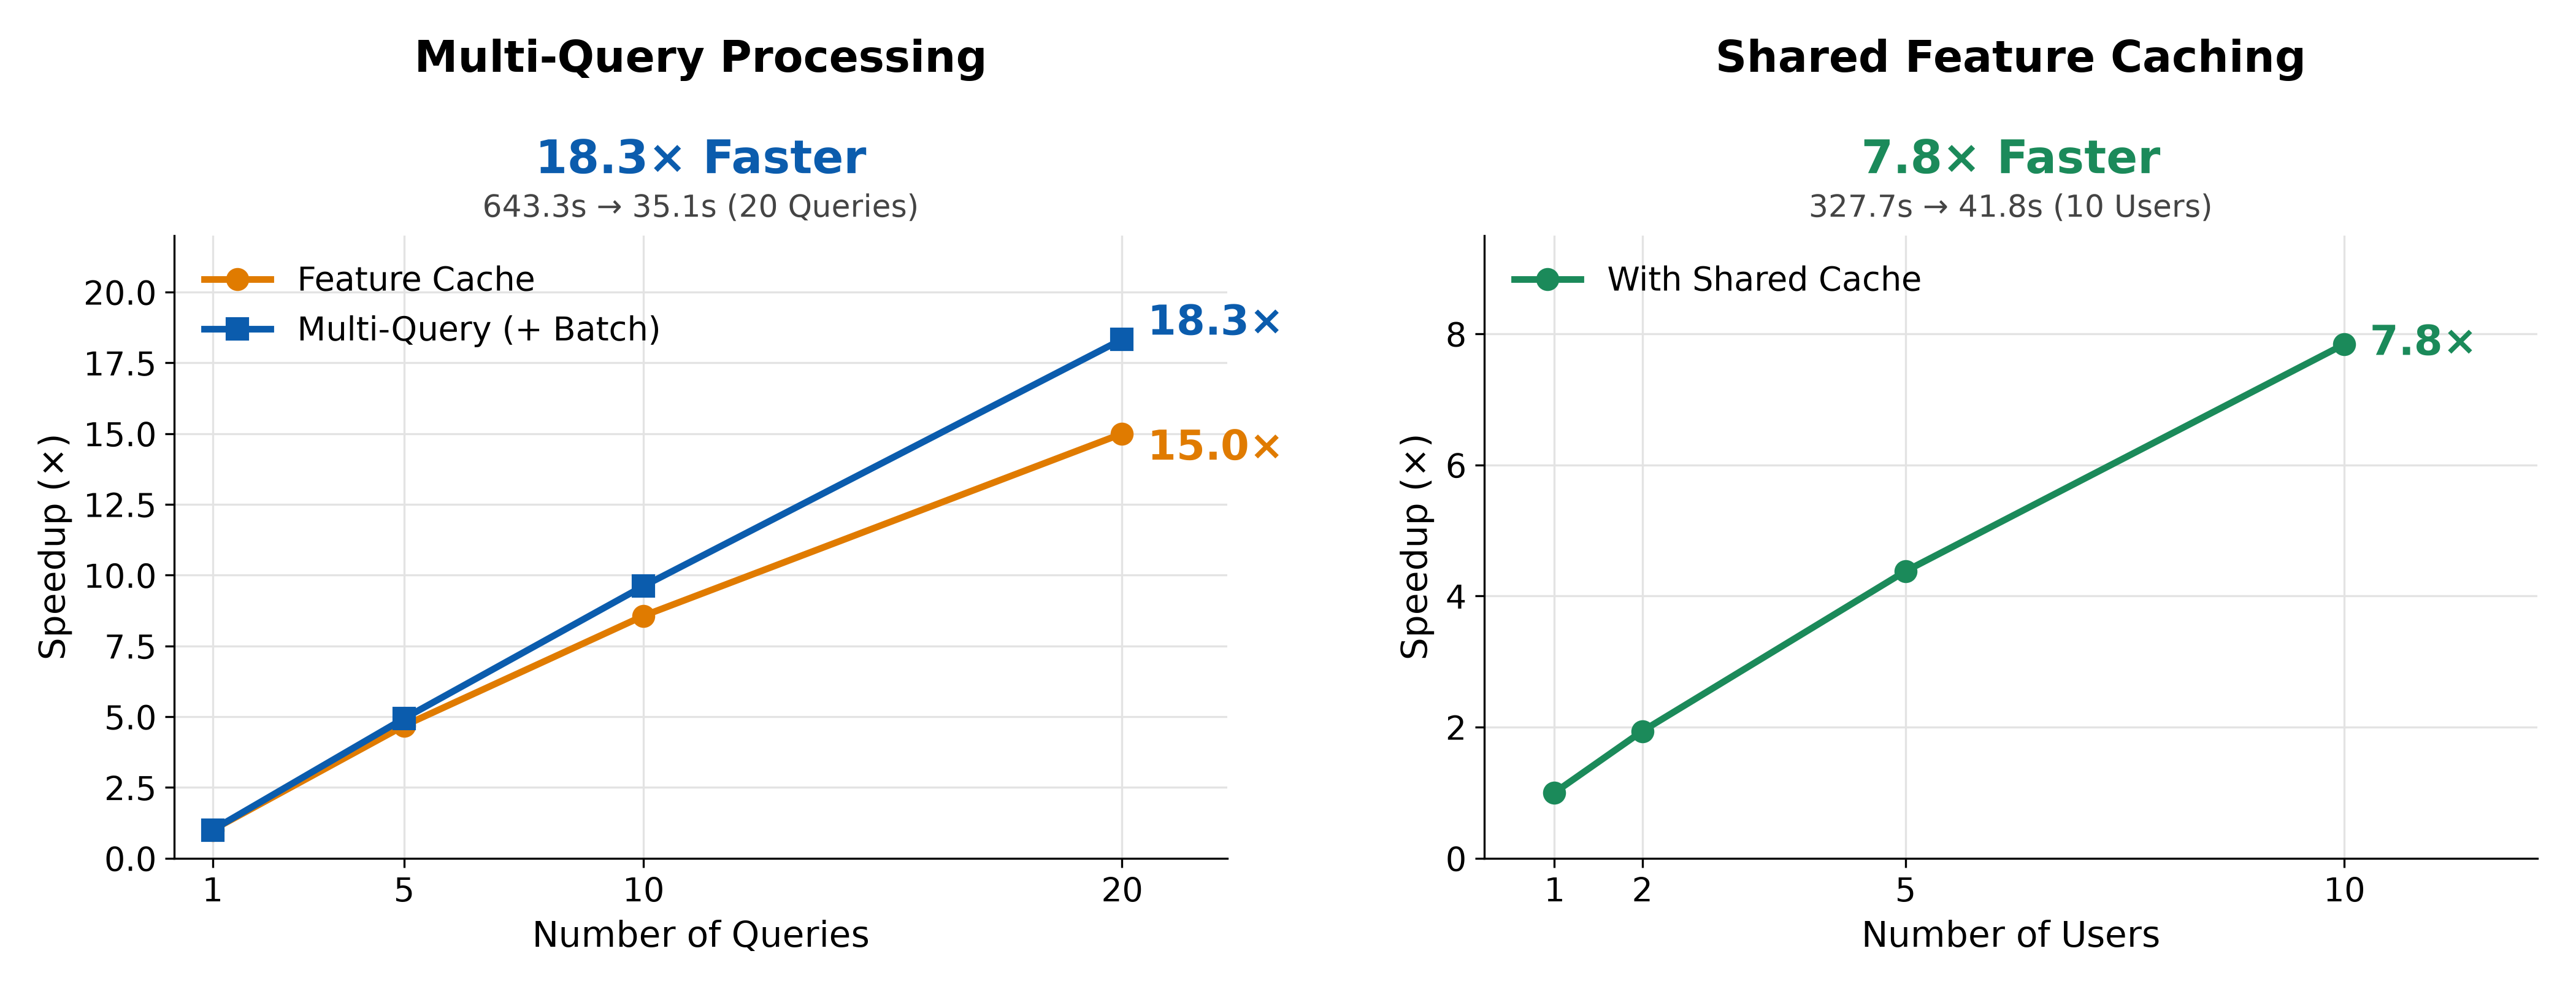 Multi-Query Processing
18.3× Faster
643.3s → 35.1s (20 Queries)
Feature Cache
Multi-Query (+ Batch)
18.3×
15.0×
Speedup (×)
20.0
17.5
15.0
12.5
10.0
7.5
5.0
2.5
0.0
1 5 10 20
Number of Queries
Shared Feature Caching
7.8× Faster
327.7s → 41.8s (10 Users)
With Shared Cache
7.8×
Speedup (×)
8
6
4
2
0
1 2 5 10
Number of Users